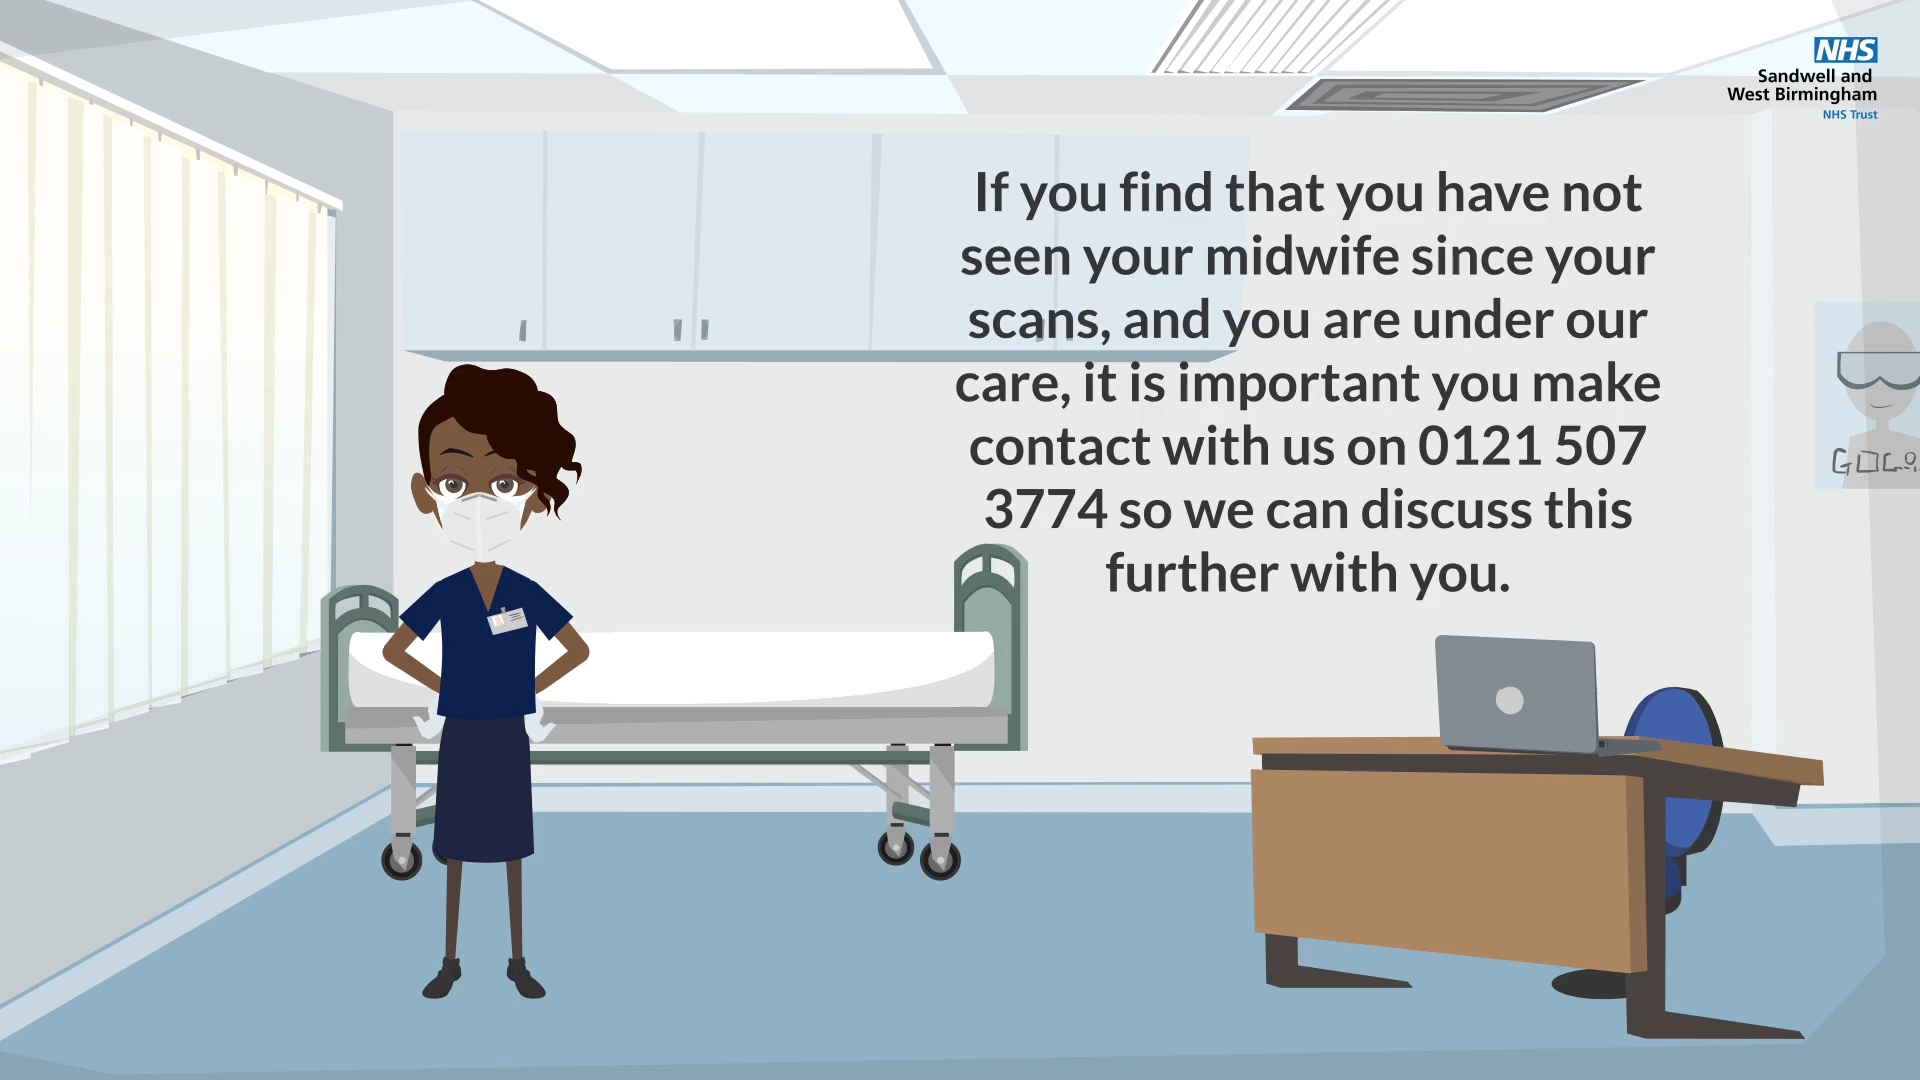 NHS
Sandwell and
West Birmingham
NHS Trust
If you find that you have not
seen your midwife since your
scans, and you are under our
care, it is important you make
contact with us on 0121 507
3774 so we can discuss this
further with you.